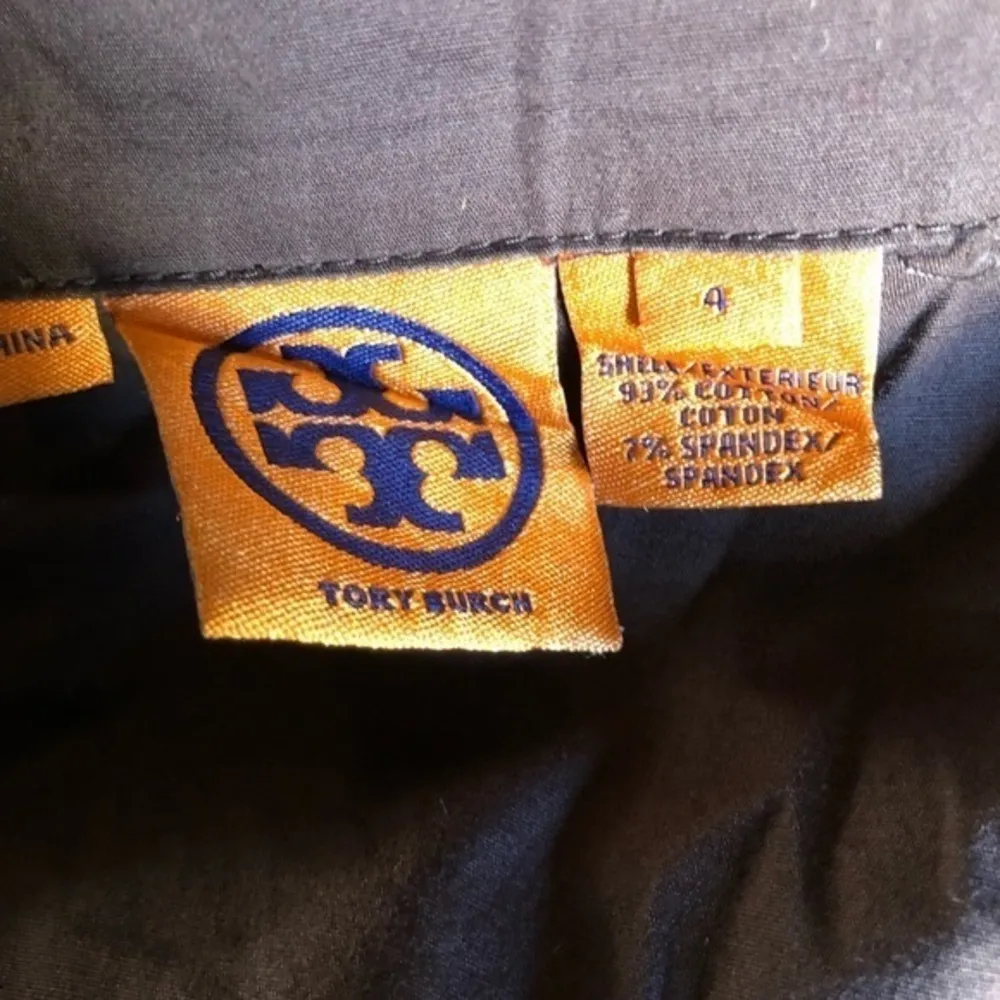 HINA
TORY BURCH
4
SHELL/EXTERIEUR
93% COTTON/
COTON
7% SPANDEX/
SPANDEX